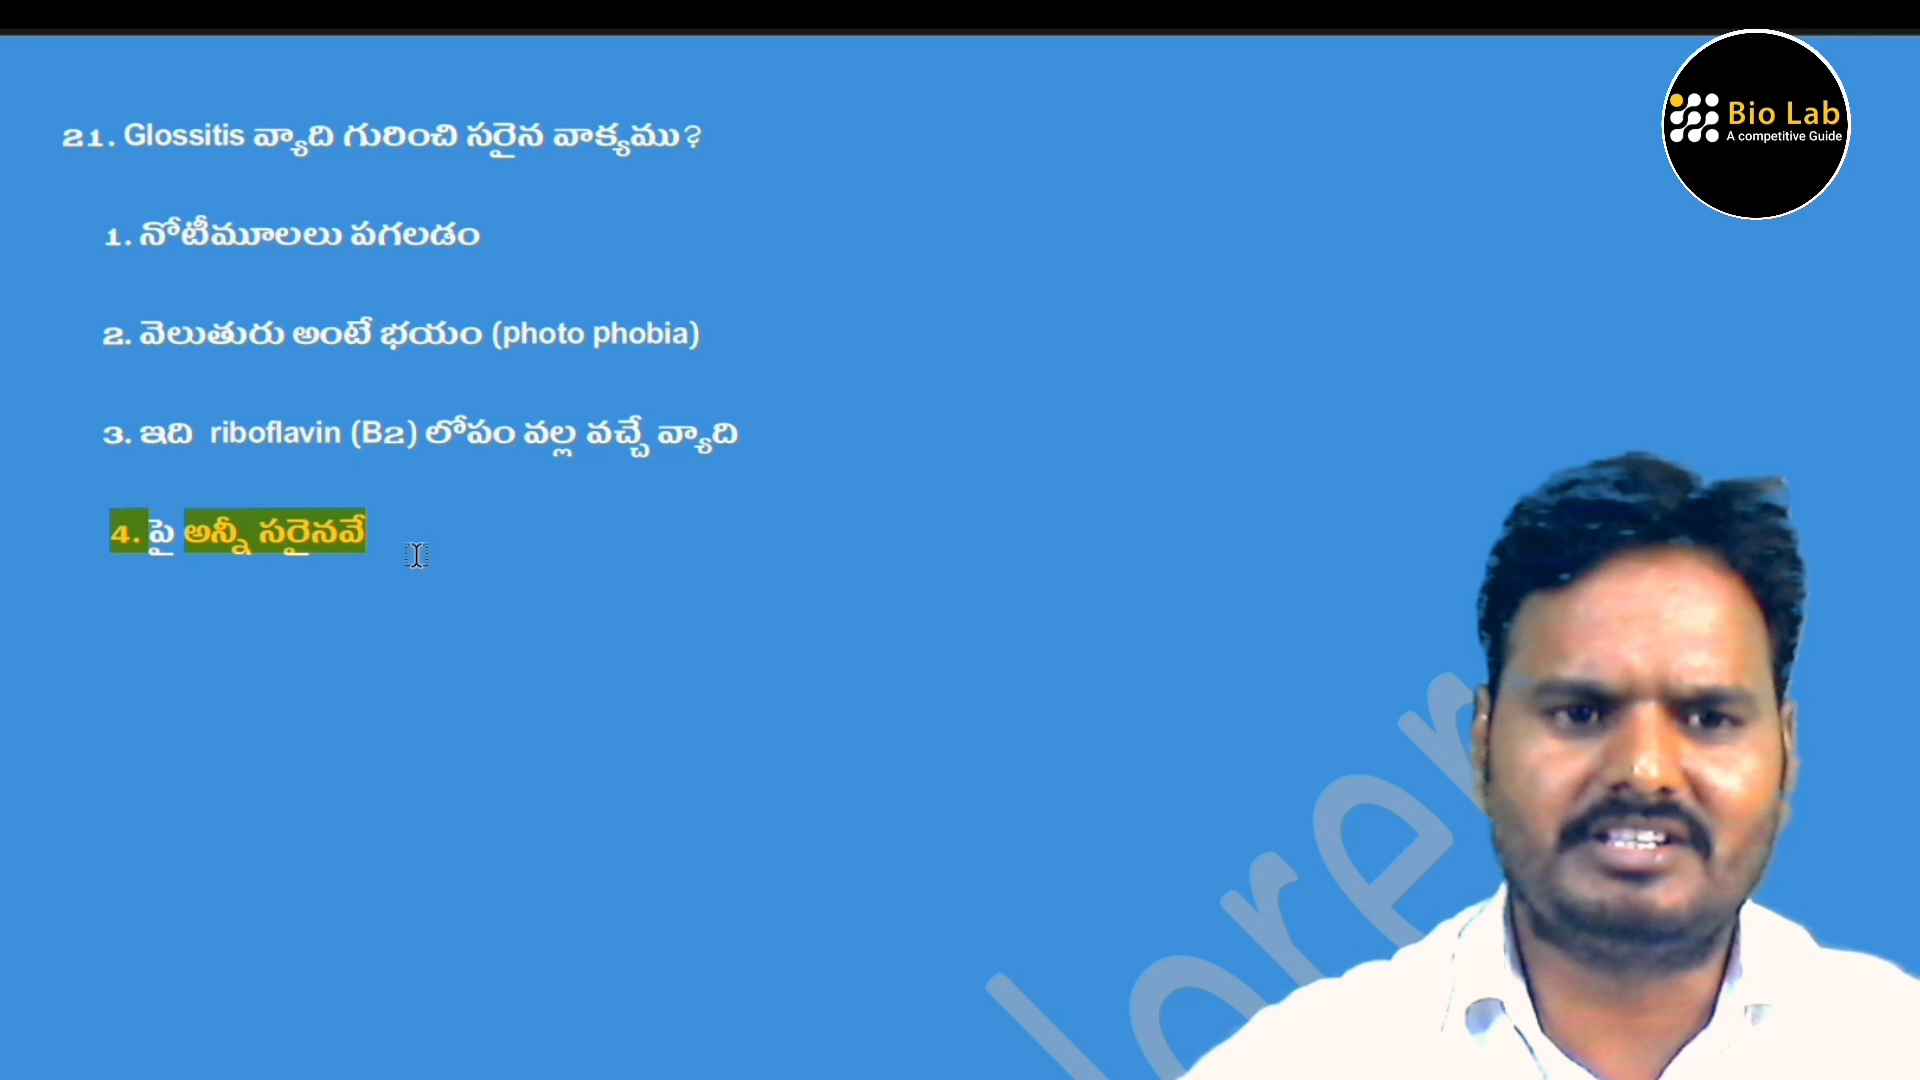 Bio Lab
A competitive Guide
21. Glossitis వ్యాది గురించి సరైన వాక్యము?
1. నోటీమూలలు పగలడం
2. వెలుతురు అంటే భయం (photo phobia)
3. ఇది riboflavin (B2) లోపం వల్ల వచ్చే వ్యాది
4. పై అన్నీ సరైనవే